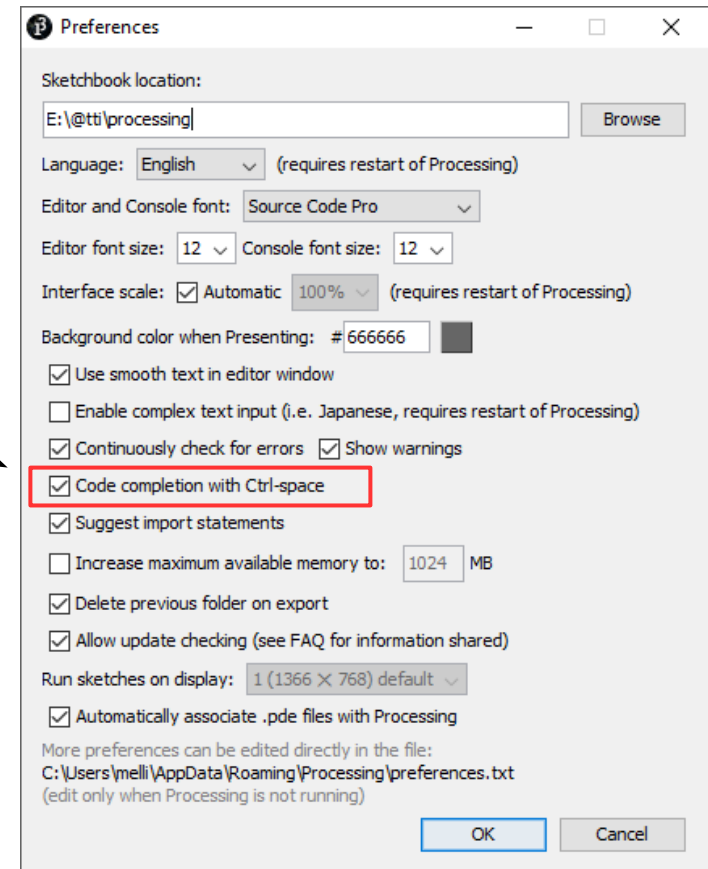 Preferences
Sketchbook location:
E:\@tti\processing Browse
Language: English (requires restart of Processing)
Editor and Console font: Source Code Pro
Editor font size: 12 Console font size: 12
Interface scale: Automatic 100% (requires restart of Processing)
Background color when Presenting: # 666666
Use smooth text in editor window
Enable complex text input (i.e. Japanese, requires restart of Processing)
Continuously check for errors Show warnings
Code completion with Ctrl-space
Suggest import statements
Increase maximum available memory to: 1024 MB
Delete previous folder on export
Allow update checking (see FAQ for information shared)
Run sketches on display: 1 (1366 × 768) default
Automatically associate .pde files with Processing
More preferences can be edited directly in the file:
C:\Users\melli\AppData\Roaming\Processing\preferences.txt
(edit only when Processing is not running)
OK Cancel